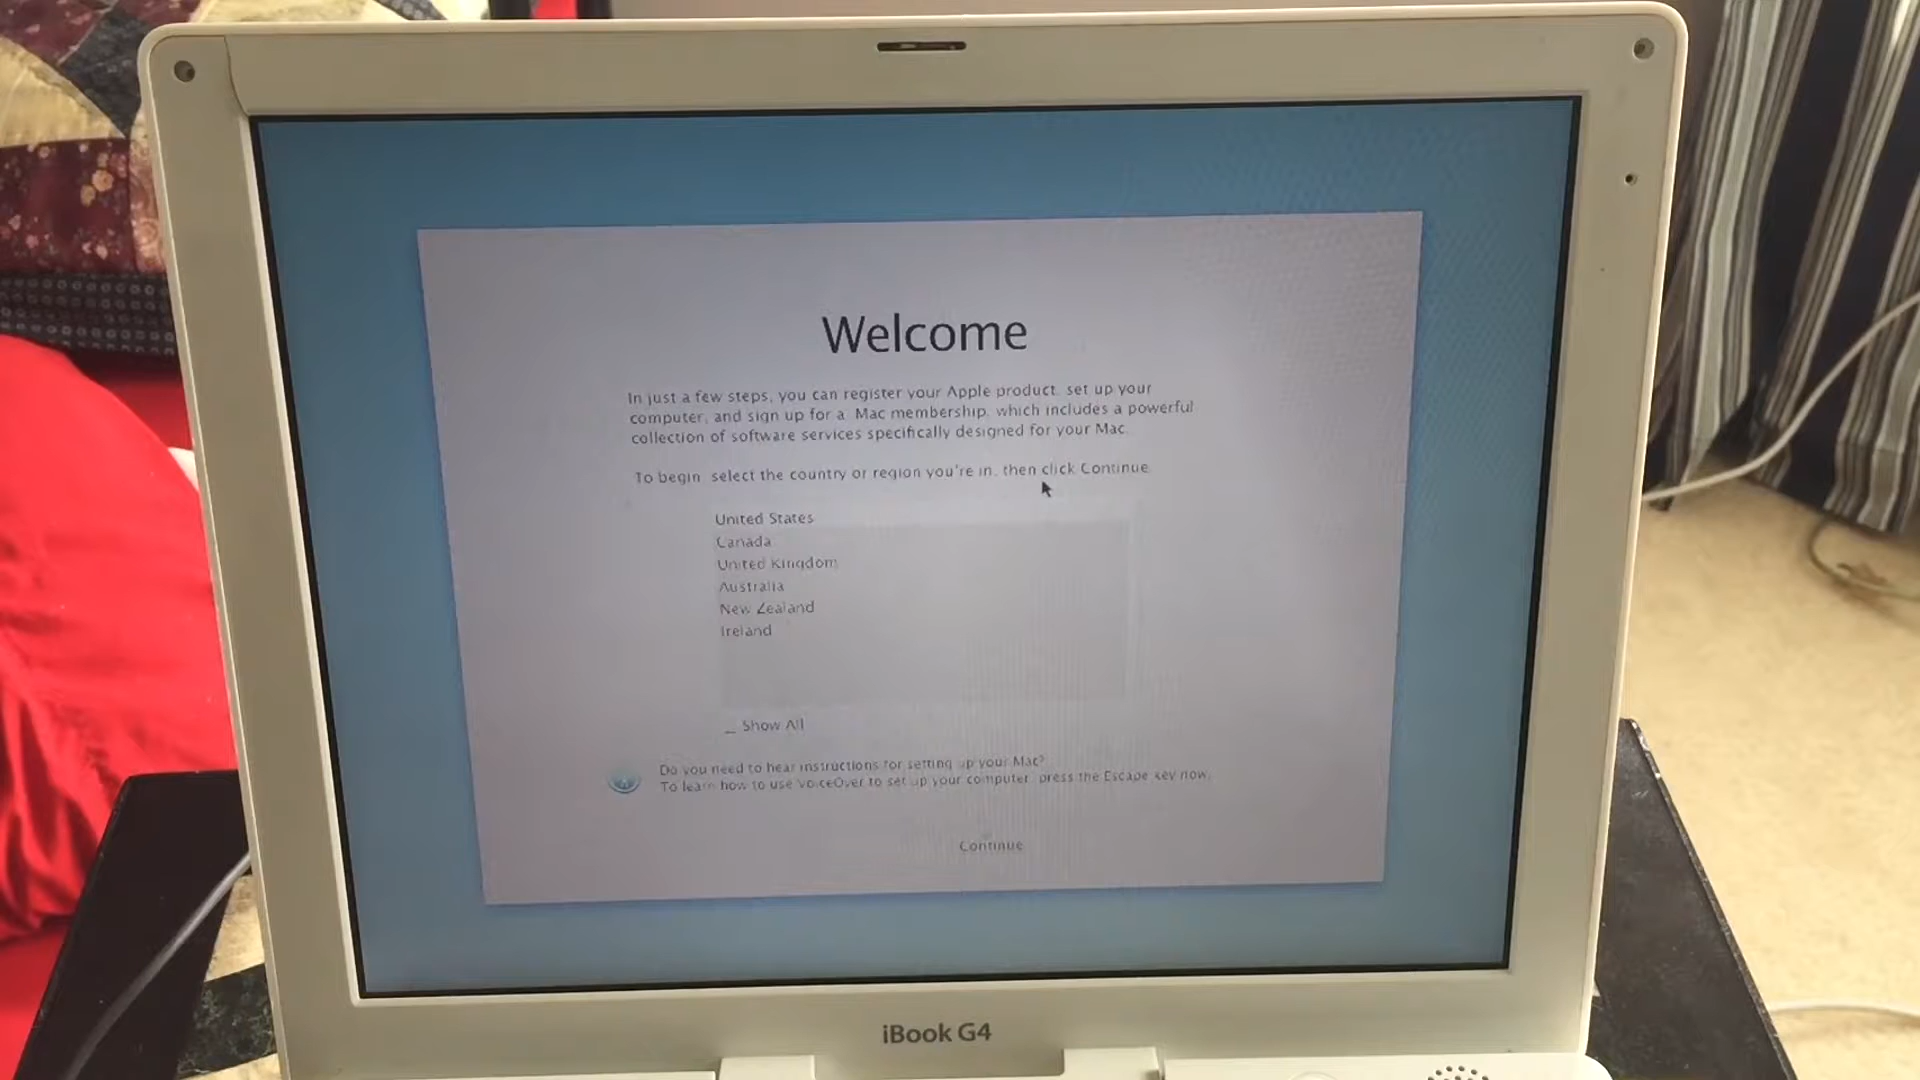 Welcome
In just a few steps, you can register your Apple product, set up your
computer, and sign up for a .Mac membership, which includes a powerful
collection of software services specifically designed for your Mac.
To begin, select the country or region you're in, then click Continue.
United States
Canada
United Kingdom
Australia
New Zealand
Ireland
Show All
Do you need to hear instructions for setting up your Mac?
To learn how to use VoiceOver to set up your computer, press the Escape key now.
Continue
iBook G4